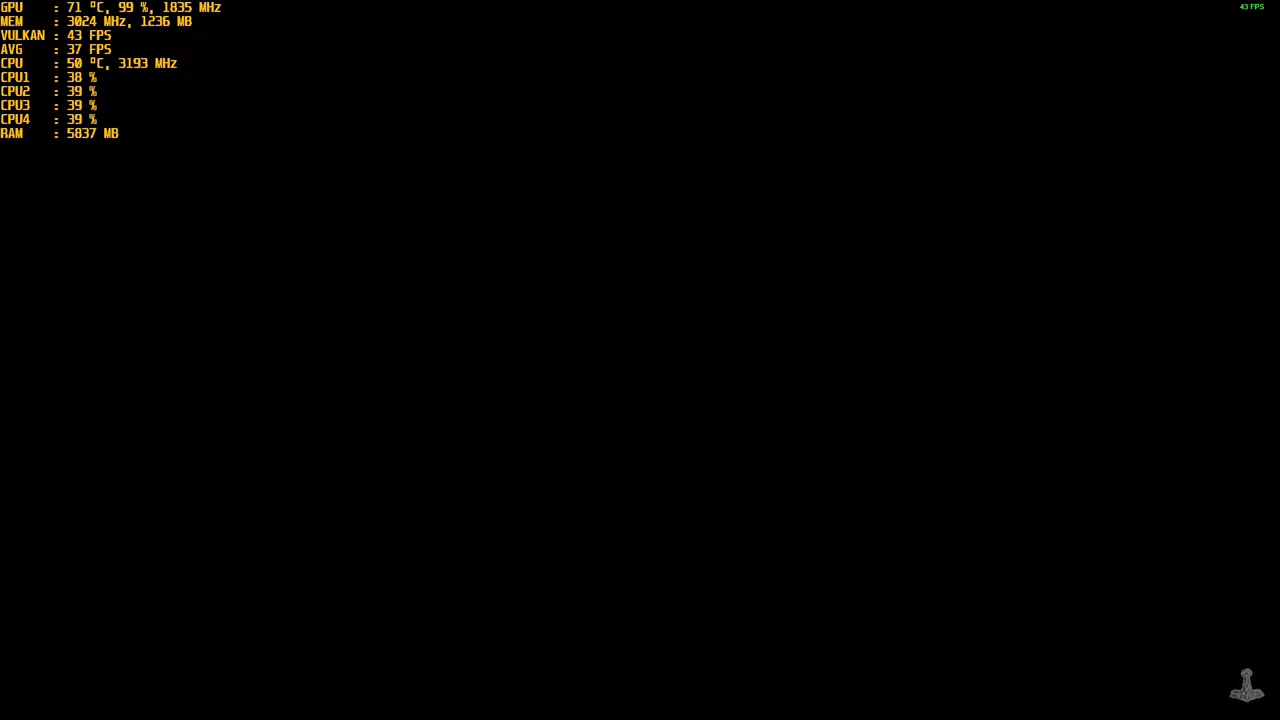 GPU : 71 °C, 99 %, 1835 MHz
MEM : 3024 MHz, 1236 MB
VULKAN : 43 FPS
AVG : 37 FPS
CPU : 50 °C, 3193 MHz
CPU1 : 38 %
CPU2 : 39 %
CPU3 : 39 %
CPU4 : 39 %
RAM : 5837 MB
43 FPS